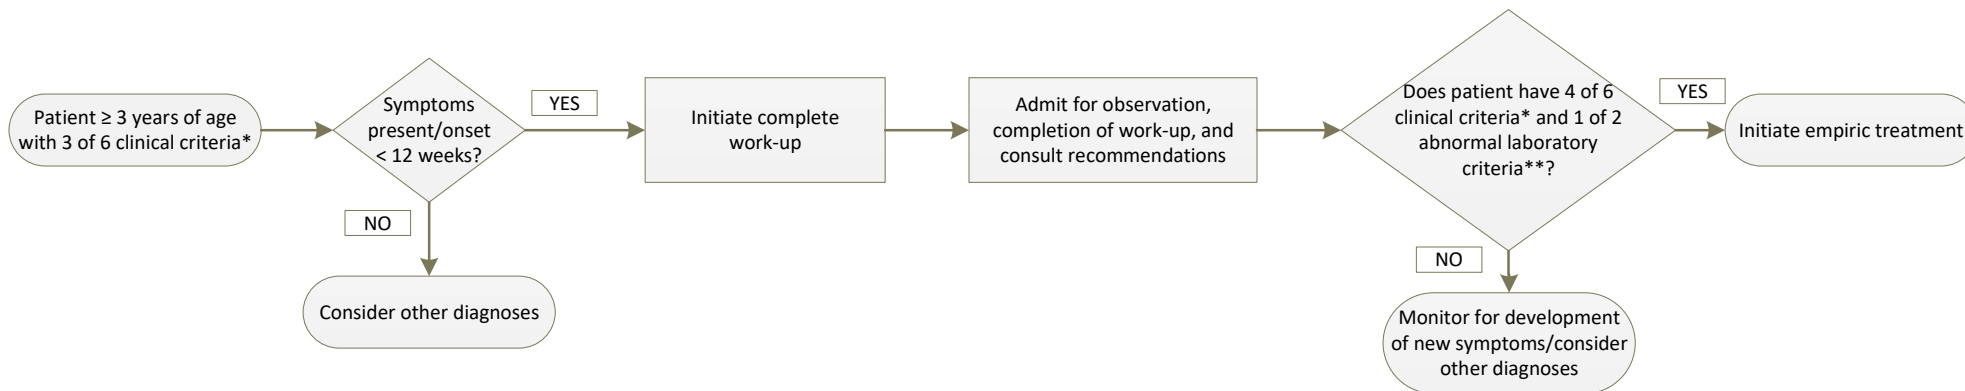 Patient ≥ 3 years of age
with 3 of 6 clinical criteria*
Symptoms
present/onset
< 12 weeks?
YES
NO
Consider other diagnoses
Initiate complete
work-up
Admit for observation,
completion of work-up, and
consult recommendations
Does patient have 4 of 6
clinical criteria* and 1 of 2
abnormal laboratory
criteria**?
YES
Initiate empiric treatment
NO
Monitor for development
of new symptoms/consider
other diagnoses